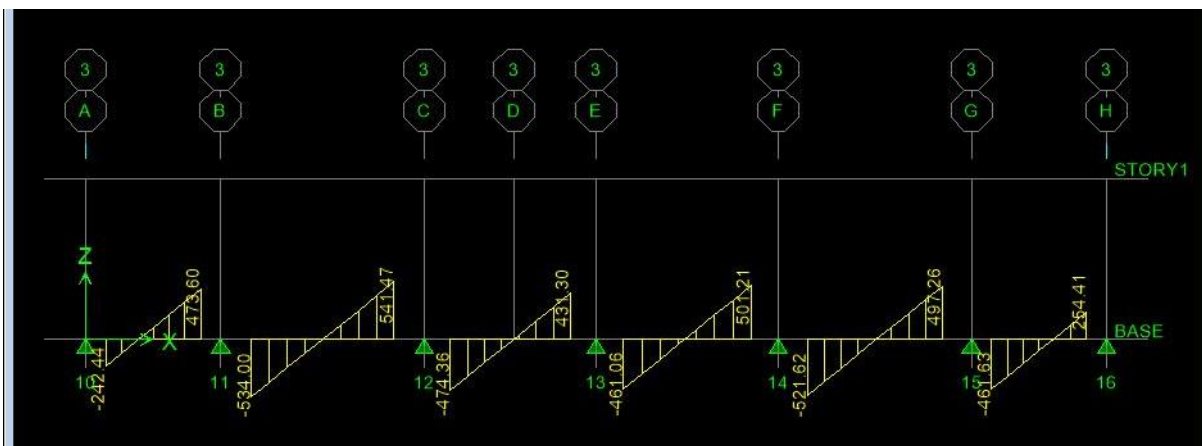 3 3 3 3 3 3 3 3
A B C D E F G H
STORY1
Z
X
BASE
-242.44 473.60 -534.00 541.47 -474.36 431.30 -461.06 501.21 -521.62 497.26 -461.63 254.41
10 11 12 13 14 15 16